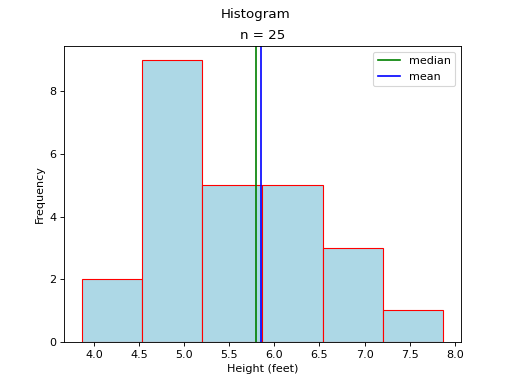 Histogram
n = 25
median
mean
Frequency
8
6
4
2
0
4.0 4.5 5.0 5.5 6.0 6.5 7.0 7.5 8.0
Height (feet)